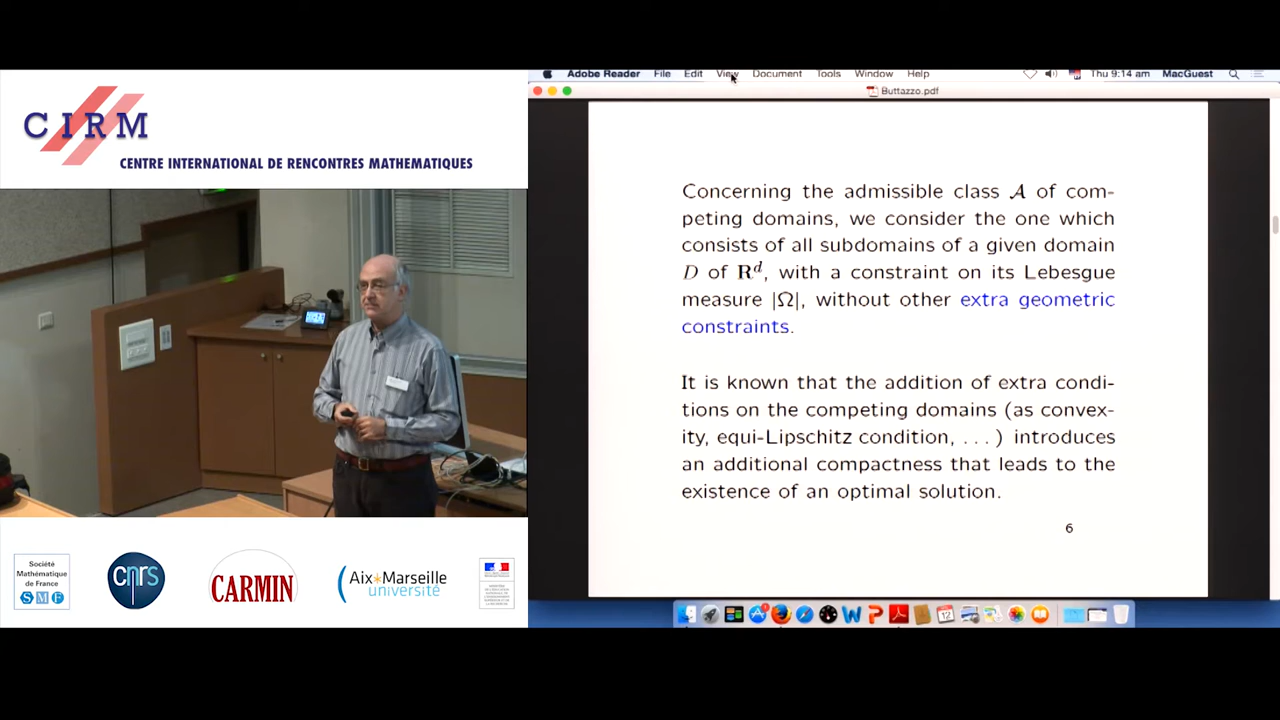 CIRM
CENTRE INTERNATIONAL DE RENCONTRES MATHEMATIQUES
Adobe Reader File Edit View Document Tools Window Help Thu 9:14 am MacGuest
Buttazzo.pdf
Concerning the admissible class 𝒜 of com-
peting domains, we consider the one which
consists of all subdomains of a given domain
D of R^d, with a constraint on its Lebesgue
measure |Ω|, without other extra geometric
constraints.
It is known that the addition of extra condi-
tions on the competing domains (as convex-
ity, equi-Lipschitz condition, ...) introduces
an additional compactness that leads to the
existence of an optimal solution.
6
Société
Mathématique
de France
SMF
cnrs
CARMIN
Aix*Marseille
université